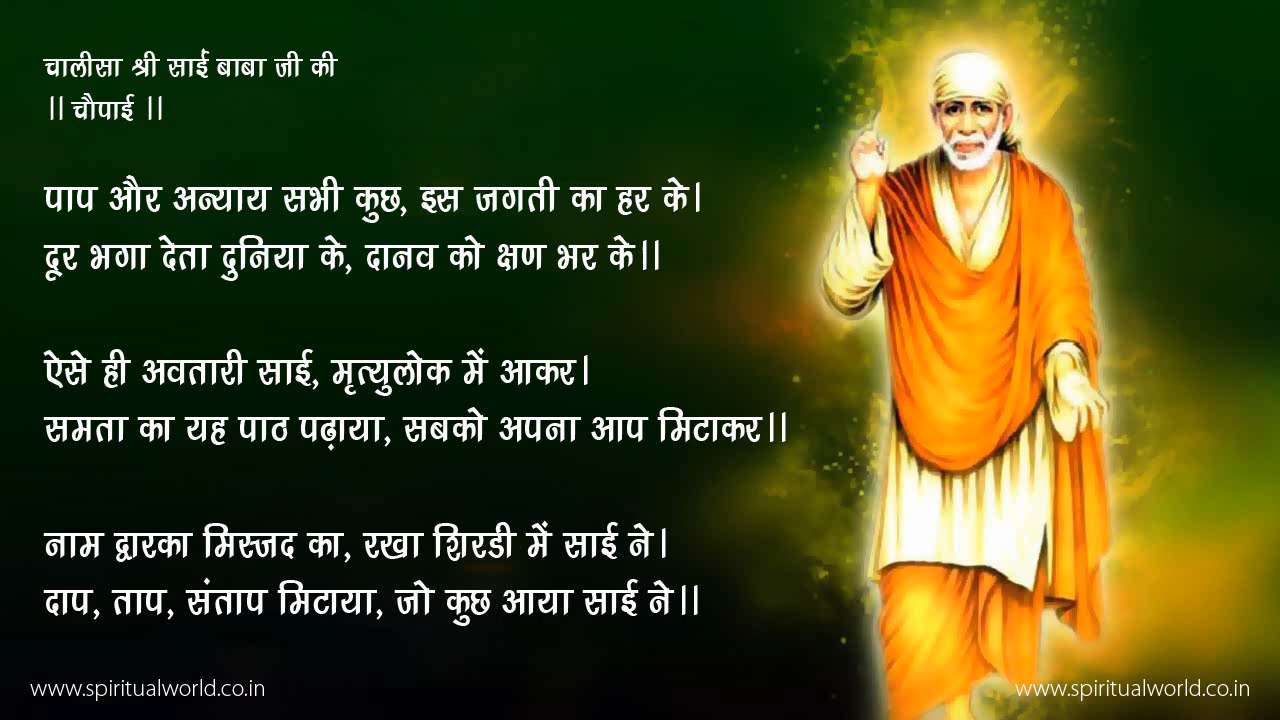 चालीसा श्री साईं बाबा जी की
।। चौपाई ।।
पाप और अन्याय सभी कुछ, इस जगती का हर के।
दूर भगा देता दुनिया के, दानव को क्षण भर के।।
ऐसे ही अवतारी साई, मृत्युलोक में आकर।
समता का यह पाठ पढ़ाया, सबको अपना आप मिटाकर।।
नाम द्वारका मिस्जद का, रखा शिरडी में साई ने।
दाप, ताप, संताप मिटाया, जो कुछ आया साई ने।।
www.spiritualworld.co.in
www.spiritualworld.co.in